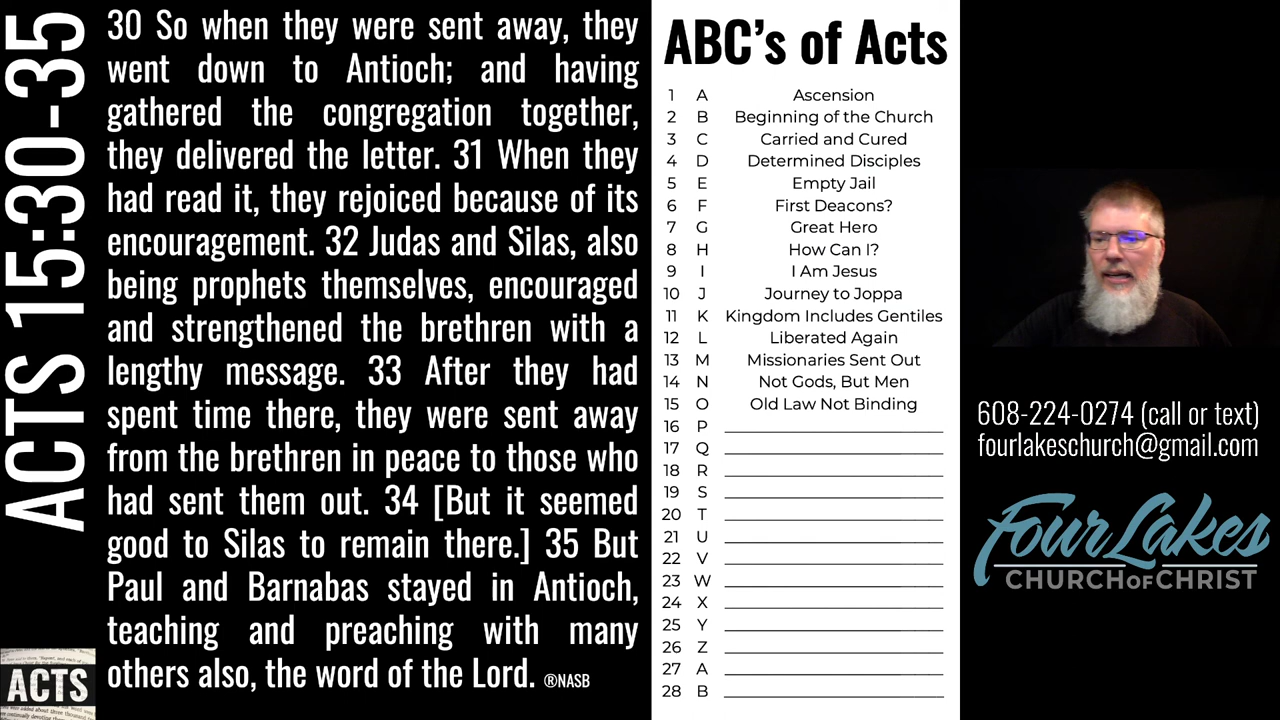 ACTS 15:30-35
30 So when they were sent away, they
went down to Antioch; and having
gathered the congregation together,
they delivered the letter. 31 When they
had read it, they rejoiced because of its
encouragement. 32 Judas and Silas, also
being prophets themselves, encouraged
and strengthened the brethren with a
lengthy message. 33 After they had
spent time there, they were sent away
from the brethren in peace to those who
had sent them out. 34 [But it seemed
good to Silas to remain there.] 35 But
Paul and Barnabas stayed in Antioch,
teaching and preaching with many
others also, the word of the Lord. ®NASB
ACTS
ABC's of Acts
1 A Ascension
2 B Beginning of the Church
3 C Carried and Cured
4 D Determined Disciples
5 E Empty Jail
6 F First Deacons?
7 G Great Hero
8 H How Can I?
9 I I Am Jesus
10 J Journey to Joppa
11 K Kingdom Includes Gentiles
12 L Liberated Again
13 M Missionaries Sent Out
14 N Not Gods, But Men
15 O Old Law Not Binding
16 P
17 Q
18 R
19 S
20 T
21 U
22 V
23 W
24 X
25 Y
26 Z
27 A
28 B
608-224-0274 (call or text)
fourlakeschurch@gmail.com
Four Lakes
CHURCH OF CHRIST